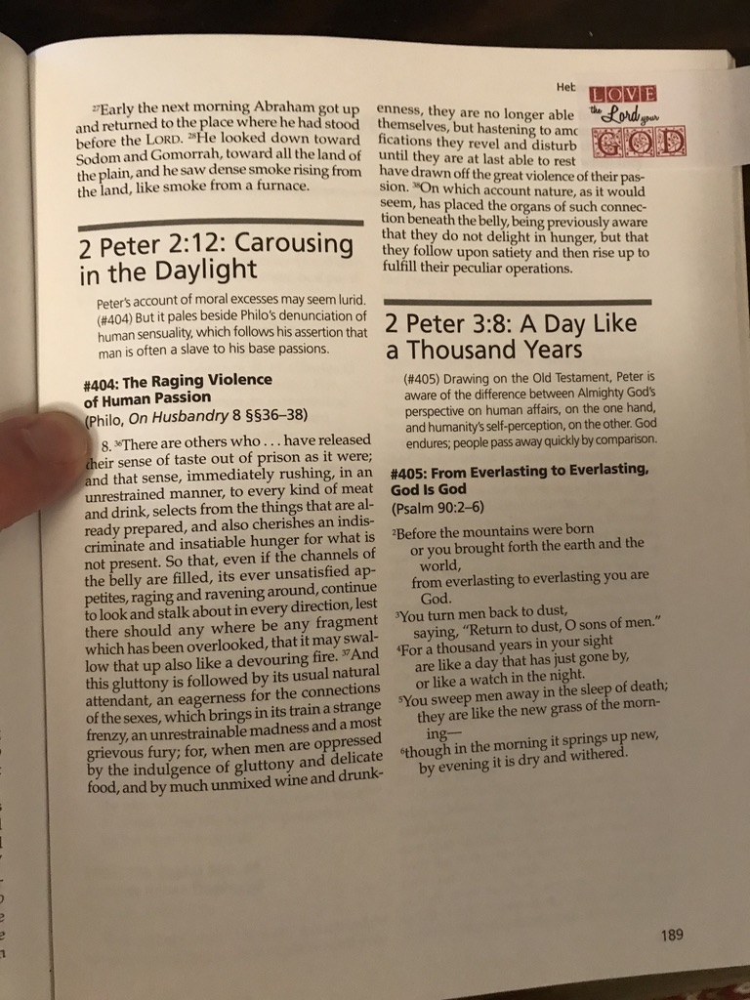 Heb
LOVE
the Lord your
GOD
²⁷Early the next morning Abraham got up
and returned to the place where he had stood
before the LORD. ²⁸He looked down toward
Sodom and Gomorrah, toward all the land of
the plain, and he saw dense smoke rising from
the land, like smoke from a furnace.
2 Peter 2:12: Carousing
in the Daylight
Peter's account of moral excesses may seem lurid.
(#404) But it pales beside Philo's denunciation of
human sensuality, which follows his assertion that
man is often a slave to his base passions.
#404: The Raging Violence
of Human Passion
(Philo, On Husbandry 8 §§36–38)
8. ³⁶There are others who . . . have released
their sense of taste out of prison as it were;
and that sense, immediately rushing, in an
unrestrained manner, to every kind of meat
and drink, selects from the things that are al-
ready prepared, and also cherishes an indis-
criminate and insatiable hunger for what is
not present. So that, even if the channels of
the belly are filled, its ever unsatisfied ap-
petites, raging and ravening around, continue
to look and stalk about in every direction, lest
there should any where be any fragment
which has been overlooked, that it may swal-
low that up also like a devouring fire. ³⁷And
this gluttony is followed by its usual natural
attendant, an eagerness for the connections
of the sexes, which brings in its train a strange
frenzy, an unrestrainable madness and a most
grievous fury; for, when men are oppressed
by the indulgence of gluttony and delicate
food, and by much unmixed wine and drunk-
enness, they are no longer able
themselves, but hastening to amo
fications they revel and disturb
until they are at last able to rest
have drawn off the great violence of their pas-
sion. ³⁸On which account nature, as it would
seem, has placed the organs of such connec-
tion beneath the belly, being previously aware
that they do not delight in hunger, but that
they follow upon satiety and then rise up to
fulfill their peculiar operations.
2 Peter 3:8: A Day Like
a Thousand Years
(#405) Drawing on the Old Testament, Peter is
aware of the difference between Almighty God's
perspective on human affairs, on the one hand,
and humanity's self-perception, on the other. God
endures; people pass away quickly by comparison.
#405: From Everlasting to Everlasting,
God Is God
(Psalm 90:2–6)
²Before the mountains were born
or you brought forth the earth and the
world,
from everlasting to everlasting you are
God.
³You turn men back to dust,
saying, "Return to dust, O sons of men."
⁴For a thousand years in your sight
are like a day that has just gone by,
or like a watch in the night.
⁵You sweep men away in the sleep of death;
they are like the new grass of the morn-
ing—
⁶though in the morning it springs up new,
by evening it is dry and withered.
189